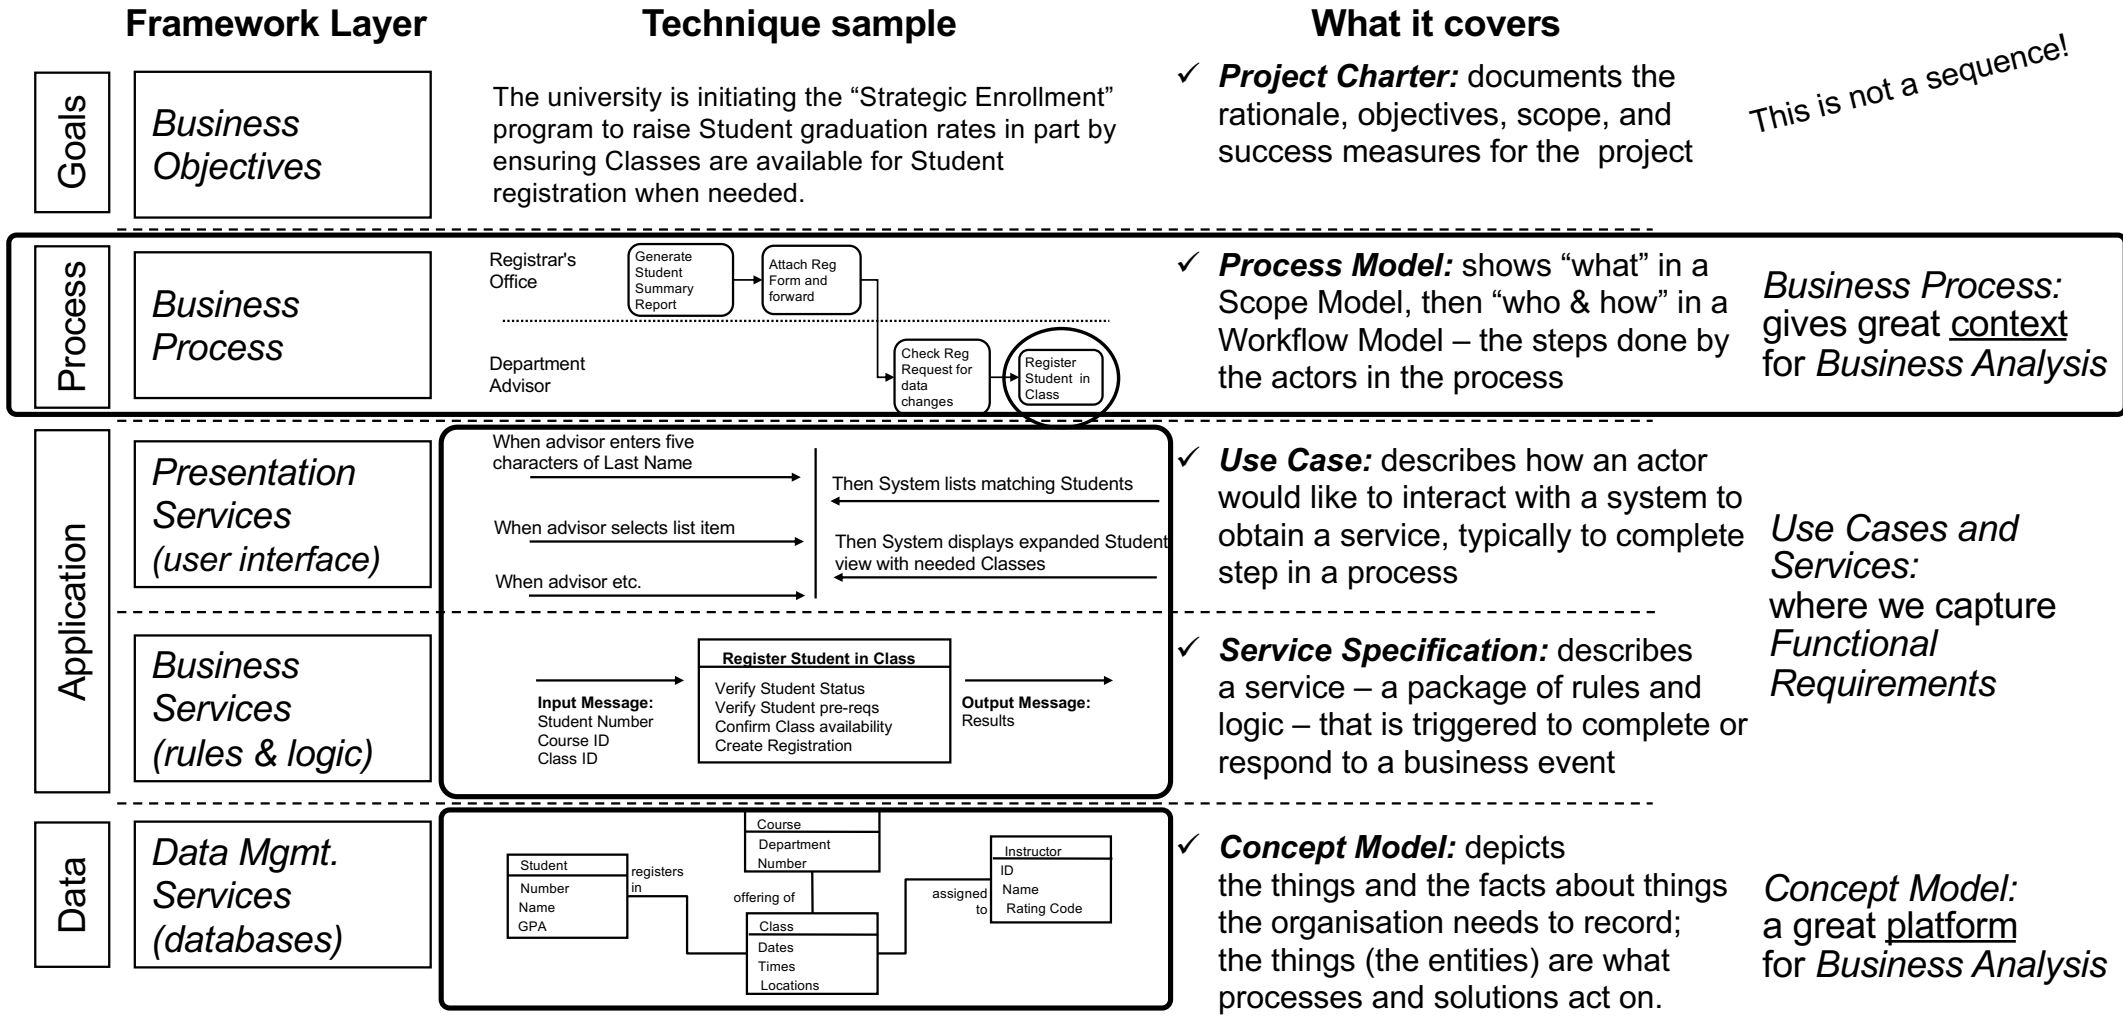 Framework Layer
Technique sample
What it covers
This is not a sequence!
Goals
Business
Objectives
The university is initiating the “Strategic Enrollment”
program to raise Student graduation rates in part by
ensuring Classes are available for Student
registration when needed.
✓ Project Charter: documents the
rationale, objectives, scope, and
success measures for the project
Process
Business
Process
Registrar's
Office
Generate
Student
Summary
Report
Attach Reg
Form and
forward
Department
Advisor
Check Reg
Request for
data
changes
Register
Student in
Class
✓ Process Model: shows “what” in a
Scope Model, then “who & how” in a
Workflow Model – the steps done by
the actors in the process
Business Process:
gives great context
for Business Analysis
Application
Presentation
Services
(user interface)
When advisor enters five
characters of Last Name
Then System lists matching Students
When advisor selects list item
Then System displays expanded Student
view with needed Classes
When advisor etc.
✓ Use Case: describes how an actor
would like to interact with a system to
obtain a service, typically to complete
step in a process
Use Cases and
Services:
where we capture
Functional
Requirements
Business
Services
(rules & logic)
Input Message:
Student Number
Course ID
Class ID
Register Student in Class
Verify Student Status
Verify Student pre-reqs
Confirm Class availability
Create Registration
Output Message:
Results
✓ Service Specification: describes
a service – a package of rules and
logic – that is triggered to complete or
respond to a business event
Data
Data Mgmt.
Services
(databases)
Student
Number
Name
GPA
registers
in
Course
Department
Number
offering of
Class
Dates
Times
Locations
assigned
to
Instructor
ID
Name
Rating Code
✓ Concept Model: depicts
the things and the facts about things
the organisation needs to record;
the things (the entities) are what
processes and solutions act on.
Concept Model:
a great platform
for Business Analysis